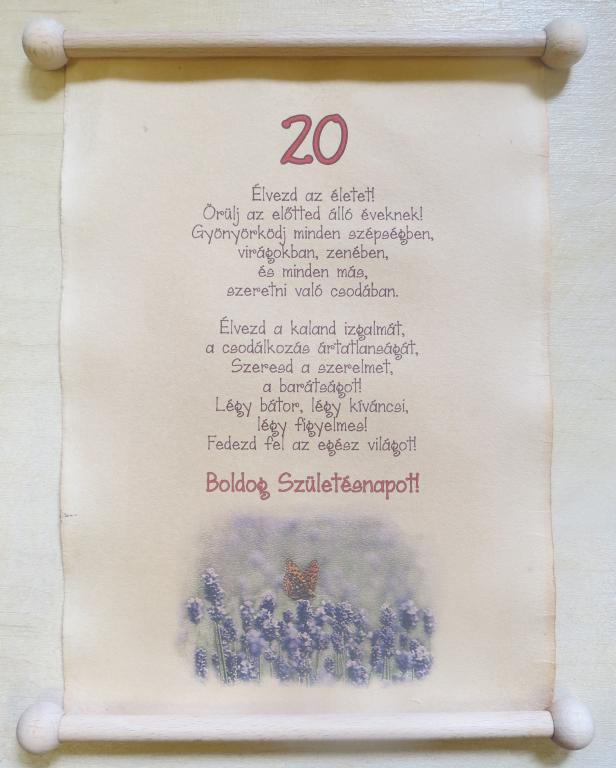 20
Élvezd az életet!
Örülj az előtted álló éveknek!
Gyönyörködj minden szépségben,
virágokban, zenében,
és minden más,
szeretni való csodában.
Élvezd a kaland izgalmát,
a csodálkozás ártatlanságát,
Szeresd a szerelmet,
a barátságot!
Légy bátor, légy kíváncsi,
légy figyelmes!
Fedezd fel az egész világot!
Boldog Születésnapot!